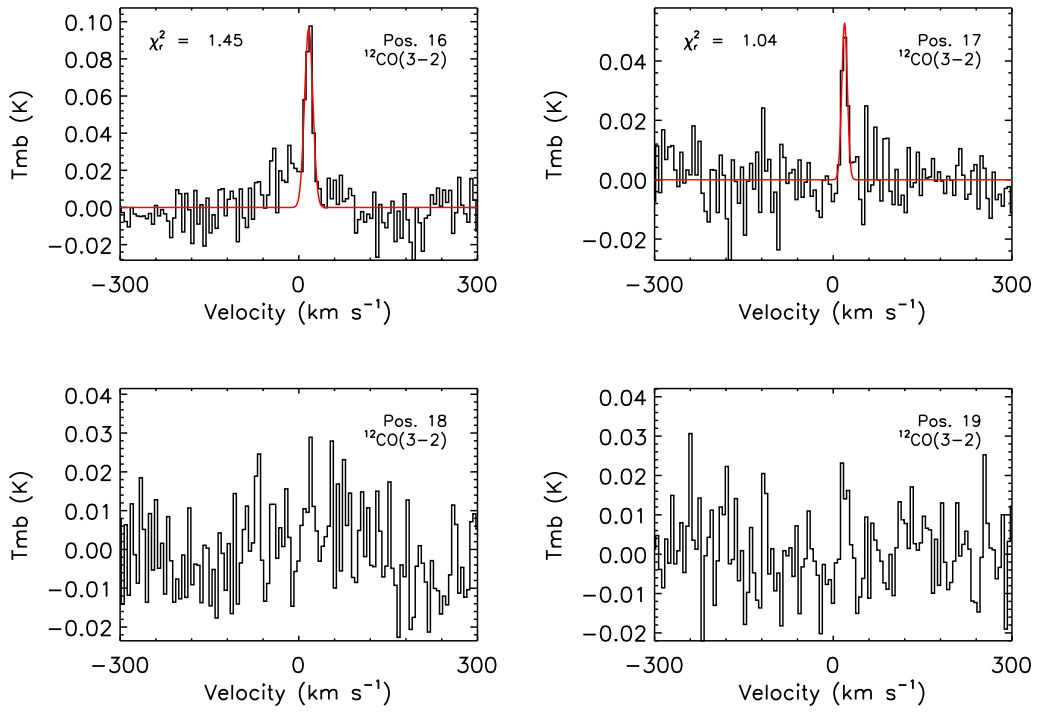 χr² = 1.45
Pos. 16
¹²CO(3−2)
0.10
0.08
0.06
0.04
0.02
0.00
−0.02
Tmb (K)
−300 0 300
Velocity (km s⁻¹)
χr² = 1.04
Pos. 17
¹²CO(3−2)
0.04
0.02
0.00
−0.02
Tmb (K)
−300 0 300
Velocity (km s⁻¹)
Pos. 18
¹²CO(3−2)
0.04
0.03
0.02
0.01
0.00
−0.01
−0.02
Tmb (K)
−300 0 300
Velocity (km s⁻¹)
Pos. 19
¹²CO(3−2)
0.04
0.03
0.02
0.01
0.00
−0.01
−0.02
Tmb (K)
−300 0 300
Velocity (km s⁻¹)